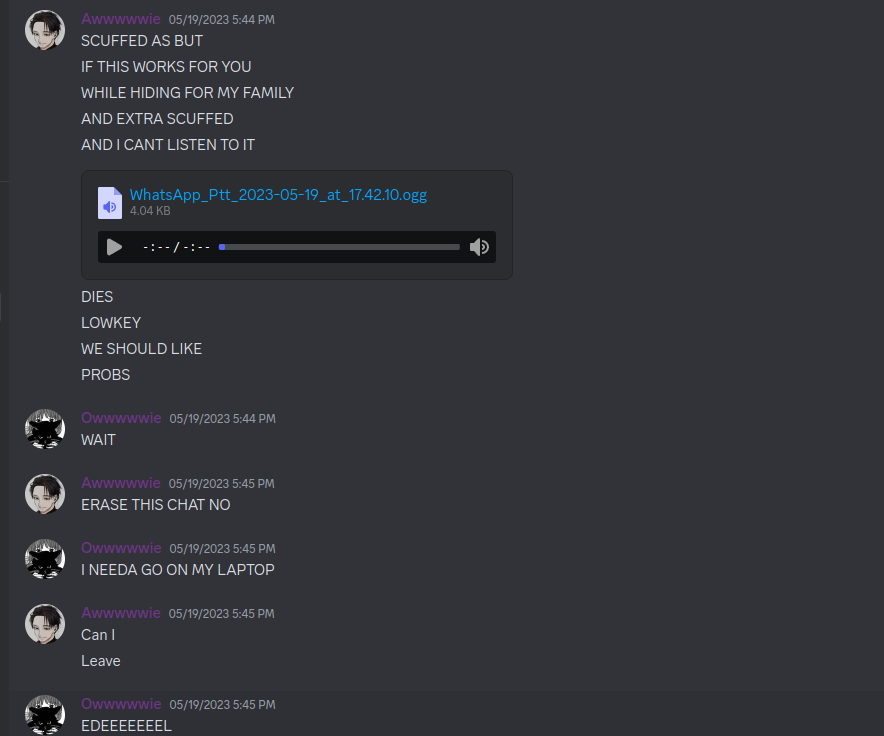 Awwwwwie 05/19/2023 5:44 PM
SCUFFED AS BUT
IF THIS WORKS FOR YOU
WHILE HIDING FOR MY FAMILY
AND EXTRA SCUFFED
AND I CANT LISTEN TO IT
WhatsApp_Ptt_2023-05-19_at_17.42.10.ogg
4.04 KB
-:-- / -:--
DIES
LOWKEY
WE SHOULD LIKE
PROBS
Owwwwwie 05/19/2023 5:44 PM
WAIT
Awwwwwie 05/19/2023 5:45 PM
ERASE THIS CHAT NO
Owwwwwie 05/19/2023 5:45 PM
I NEEDA GO ON MY LAPTOP
Awwwwwie 05/19/2023 5:45 PM
Can I
Leave
Owwwwwie 05/19/2023 5:45 PM
EDEEEEEEEL